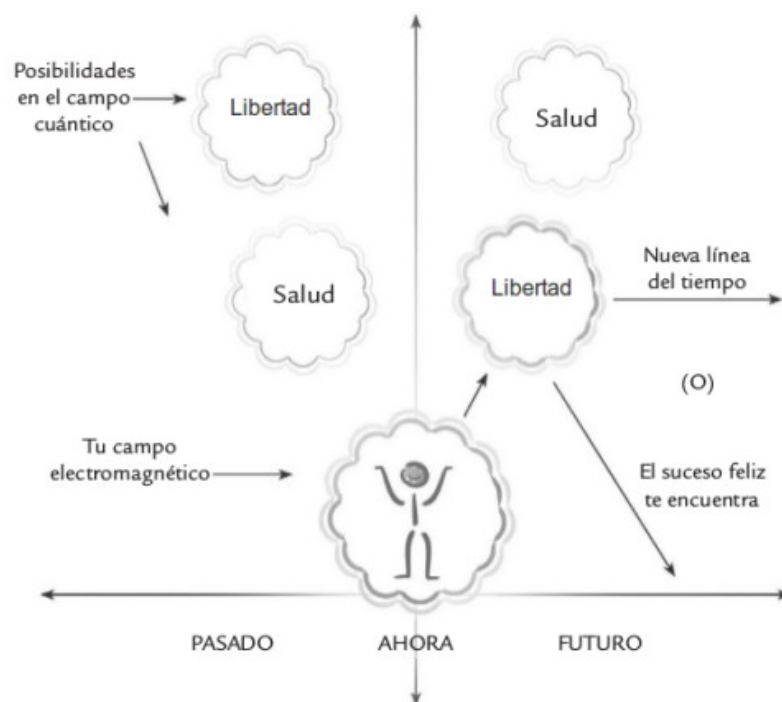 Posibilidades
en el campo
cuántico
Libertad
Salud
Salud
Libertad
Nueva línea
del tiempo
(O)
Tu campo
electromagnético
El suceso feliz
te encuentra
PASADO
AHORA
FUTURO